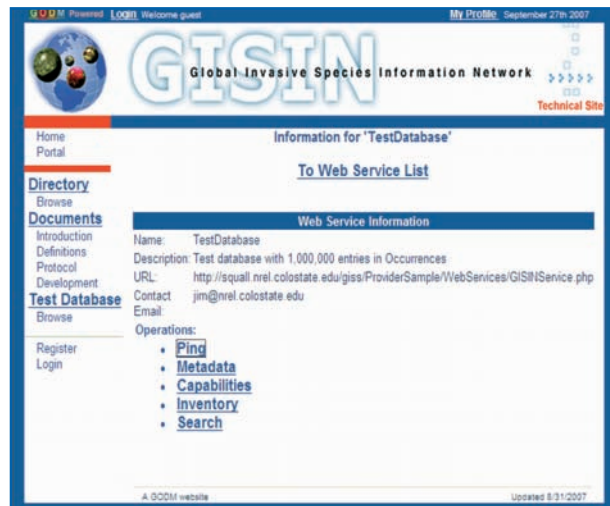 GODM Powered Login Welcome guest My Profile September 27th 2007
GISIN
Global Invasive Species Information Network
Technical Site
Home
Portal
Directory
Browse
Documents
Introduction
Definitions
Protocol
Development
Test Database
Browse
Register
Login
Information for 'TestDatabase'
To Web Service List
Web Service Information
Name: TestDatabase
Description: Test database with 1,000,000 entries in Occurrences
URL: http://squall.nrel.colostate.edu/giss/ProviderSample/WebServices/GISINService.php
Contact Email: jim@nrel.colostate.edu
Operations:
Ping
Metadata
Capabilities
Inventory
Search
A GODM website Updated 8/31/2007